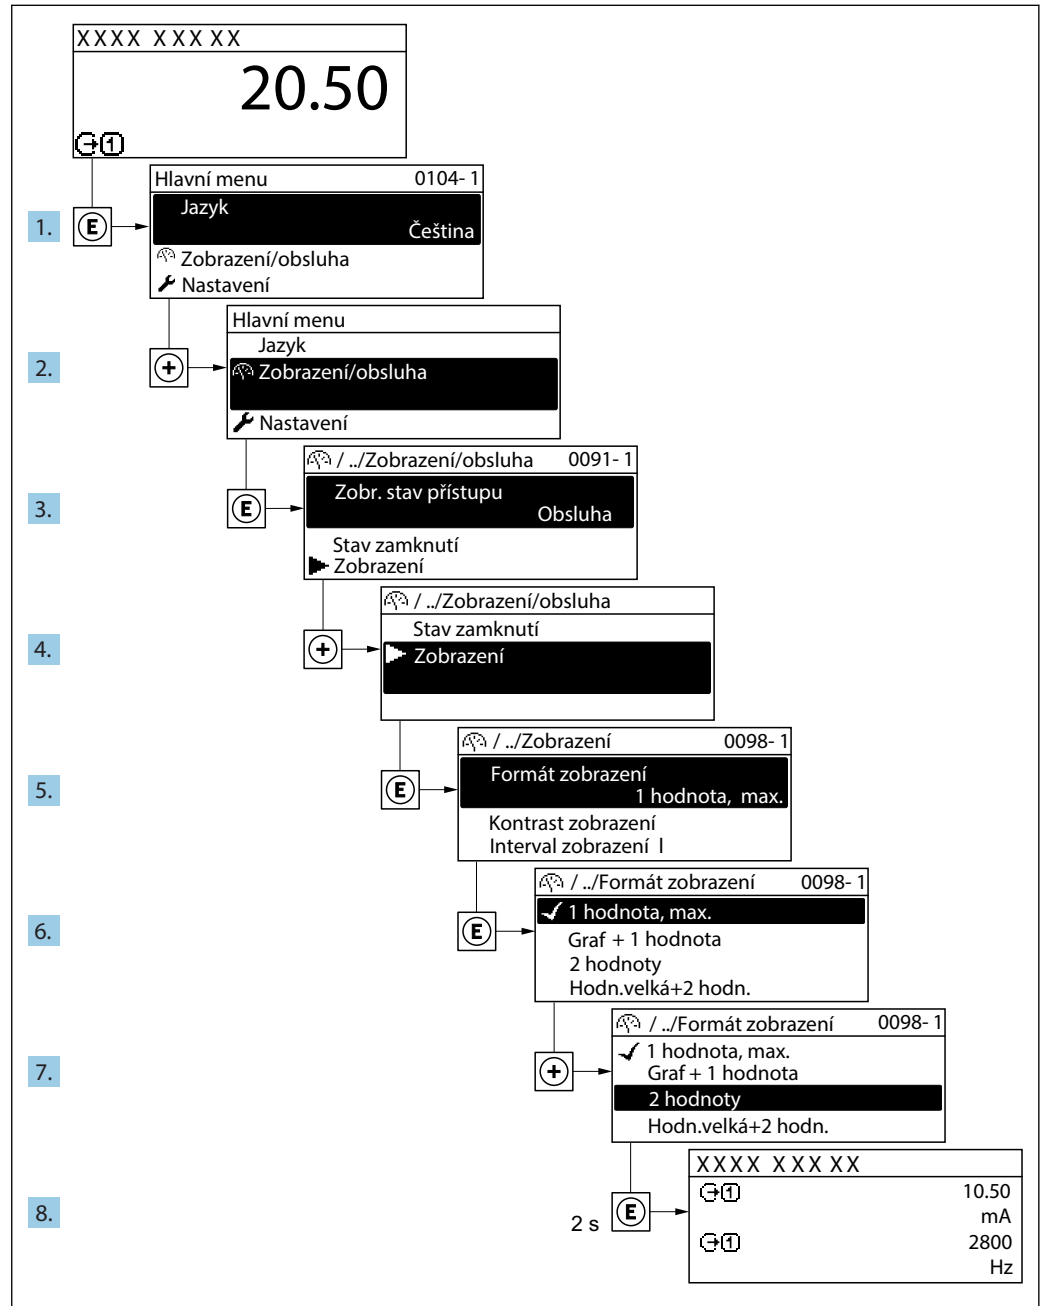 XXXX XXX XX
20.50
1
1.
E
Hlavní menu 0104-1
Jazyk
Čeština
Zobrazení/obsluha
Nastavení
2.
+
Hlavní menu
Jazyk
Zobrazení/obsluha
Nastavení
3.
E
/ ../Zobrazení/obsluha 0091-1
Zobr. stav přístupu
Obsluha
Stav zamknutí
Zobrazení
4.
+
/ ../Zobrazení/obsluha
Stav zamknutí
Zobrazení
5.
E
/ ../Zobrazení 0098-1
Formát zobrazení
1 hodnota, max.
Kontrast zobrazení
Interval zobrazení I
6.
E
/ ../Formát zobrazení 0098-1
1 hodnota, max.
Graf + 1 hodnota
2 hodnoty
Hodn.velká+2 hodn.
7.
+
/ ../Formát zobrazení 0098-1
1 hodnota, max.
Graf + 1 hodnota
2 hodnoty
Hodn.velká+2 hodn.
8.
2 s
E
XXXX XXX XX
1 10.50
mA
1 2800
Hz